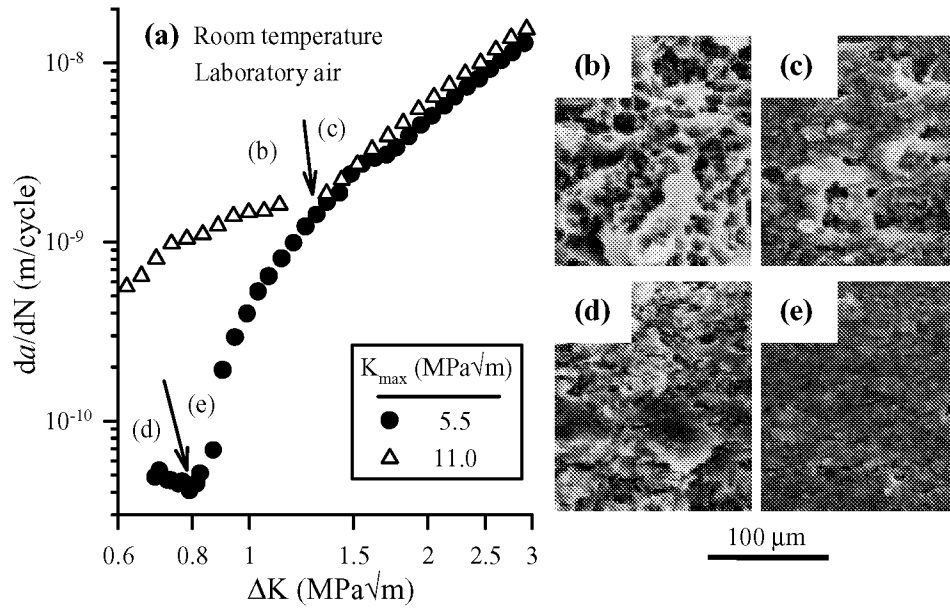 (a) Room temperature
Laboratory air
(b)
(c)
(d)
(e)
da/dN (m/cycle)
10⁻⁸
10⁻⁹
10⁻¹⁰
K_max (MPa√m)
5.5
11.0
0.6 0.8 1 1.5 2 2.5 3
ΔK (MPa√m)
(b)
(c)
(d)
(e)
100 μm